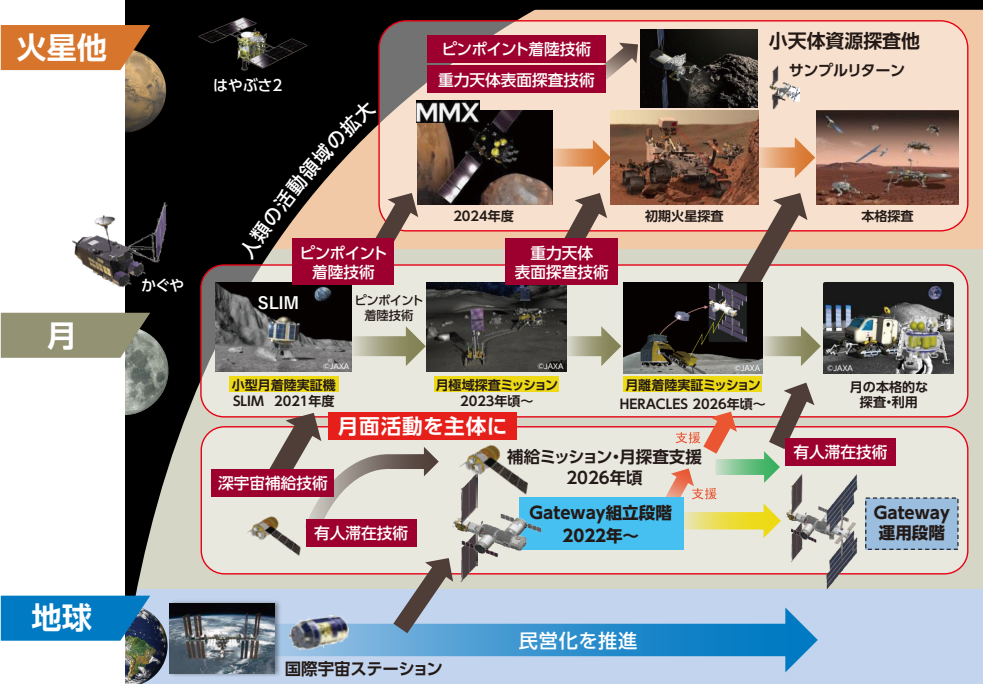 火星他
はやぶさ2
人類の活動領域の拡大
ピンポイント着陸技術
重力天体表面探査技術
小天体資源探査他
サンプルリターン
MMX
2024年度
初期火星探査
本格探査
ピンポイント
着陸技術
重力天体
表面探査技術
かぐや
月
SLIM
©JAXA
ピンポイント
着陸技術
©JAXA
©JAXA
©JAXA
小型月着陸実証機
SLIM 2021年度
月極域探査ミッション
2023年頃～
月離着陸実証ミッション
HERACLES 2026年頃～
月の本格的な
探査・利用
月面活動を主体に
深宇宙補給技術
有人滞在技術
補給ミッション・月探査支援
2026年頃
支援
支援
有人滞在技術
Gateway組立段階
2022年～
Gateway
運用段階
地球
国際宇宙ステーション
民営化を推進